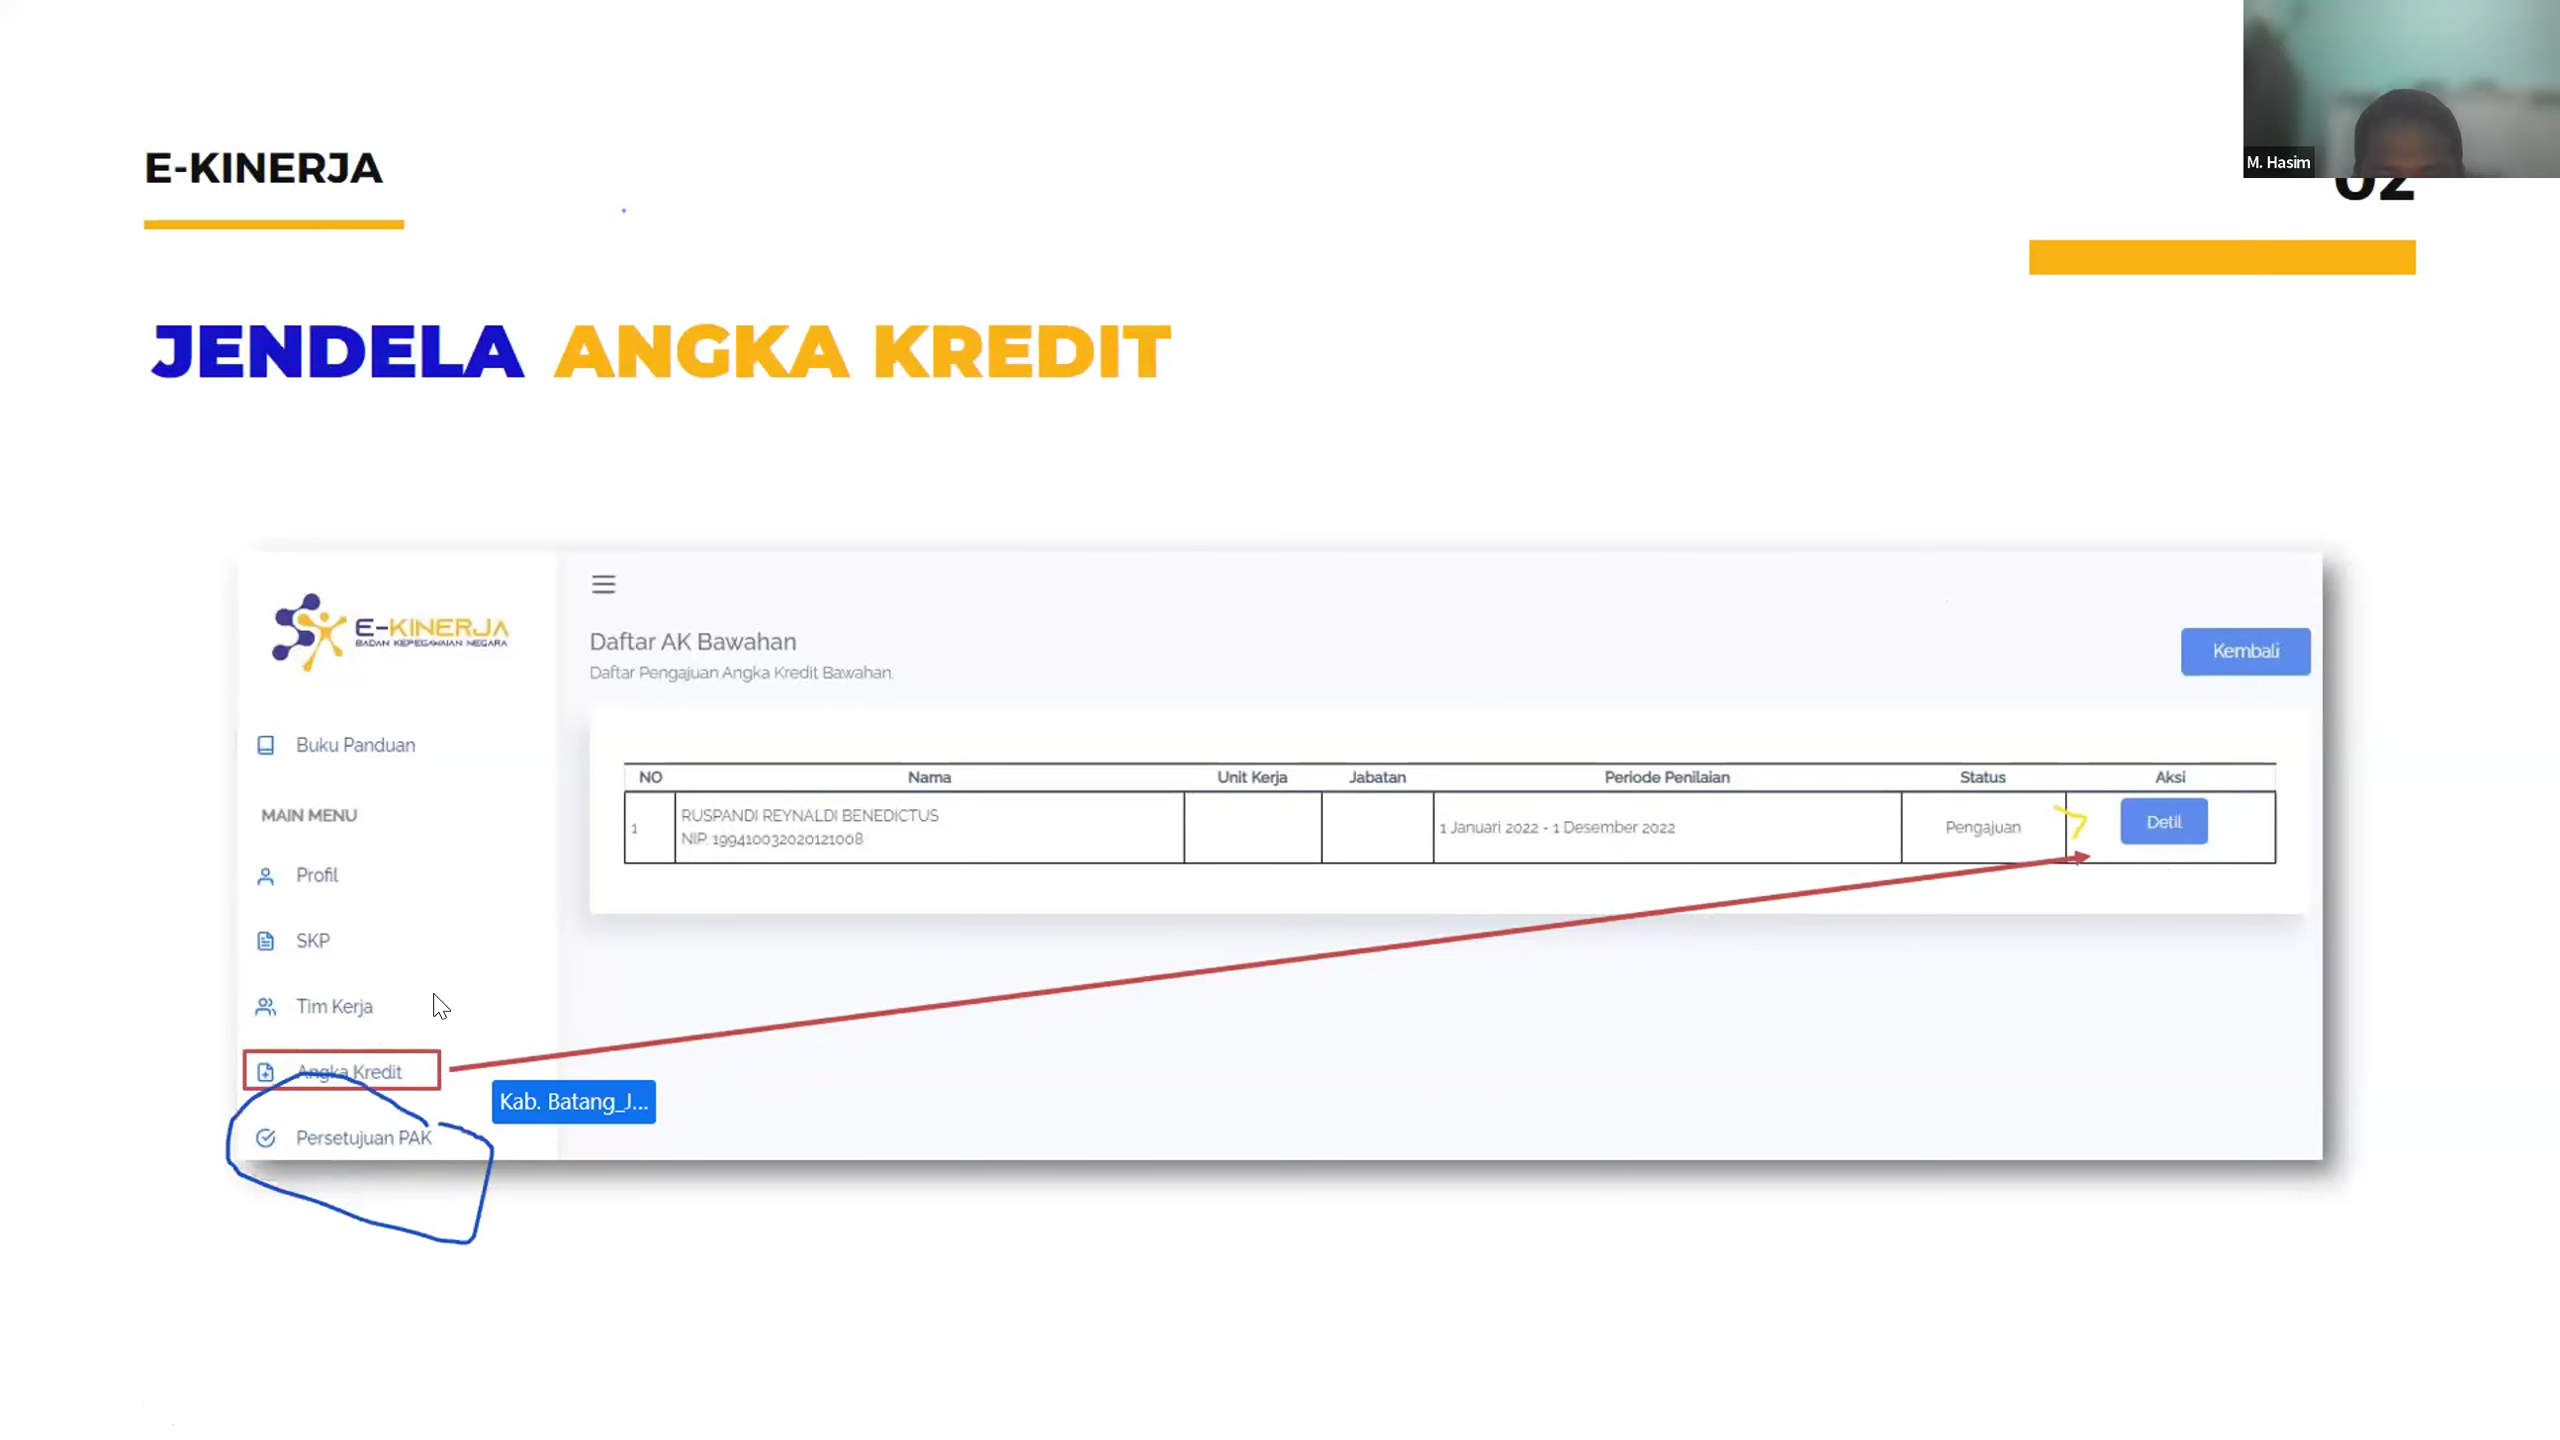 M. Hasim
E-KINERJA
02
JENDELA ANGKA KREDIT
E-KINERJA
BADAN KEPEGAWAIAN NEGARA
Daftar AK Bawahan
Daftar Pengajuan Angka Kredit Bawahan
Kembali
Buku Panduan
MAIN MENU
Profil
SKP
Tim Kerja
Angka Kredit
Persetujuan PAK
NO Nama Unit Kerja Jabatan Periode Penilaian Status Aksi
1 RUSPANDI REYNALDI BENEDICTUS 1 Januari 2022 - 1 Desember 2022 Pengajuan Detil
NIP. 199410032020121008
Kab. Batang_J...